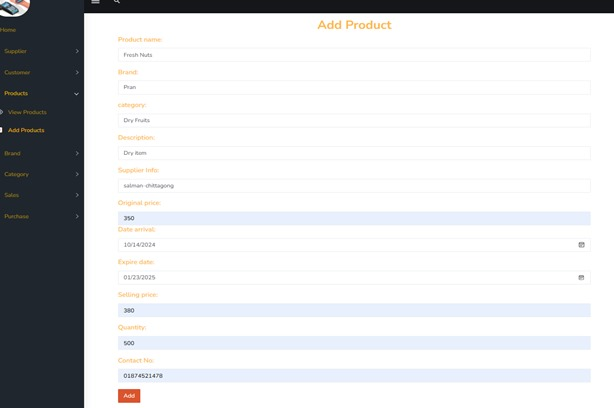 Home
Supplier
Customer
Products
View Products
Add Products
Brand
Category
Sales
Purchase
Add Product
Product name:
Fresh Nuts
Brand:
Pran
category:
Dry Fruits
Description:
Dry item
Supplier Info:
salman-chittagong
Original price:
350
Date arrival:
10/14/2024
Expire date:
01/23/2025
Selling price:
380
Quantity:
500
Contact No:
01874521478
Add